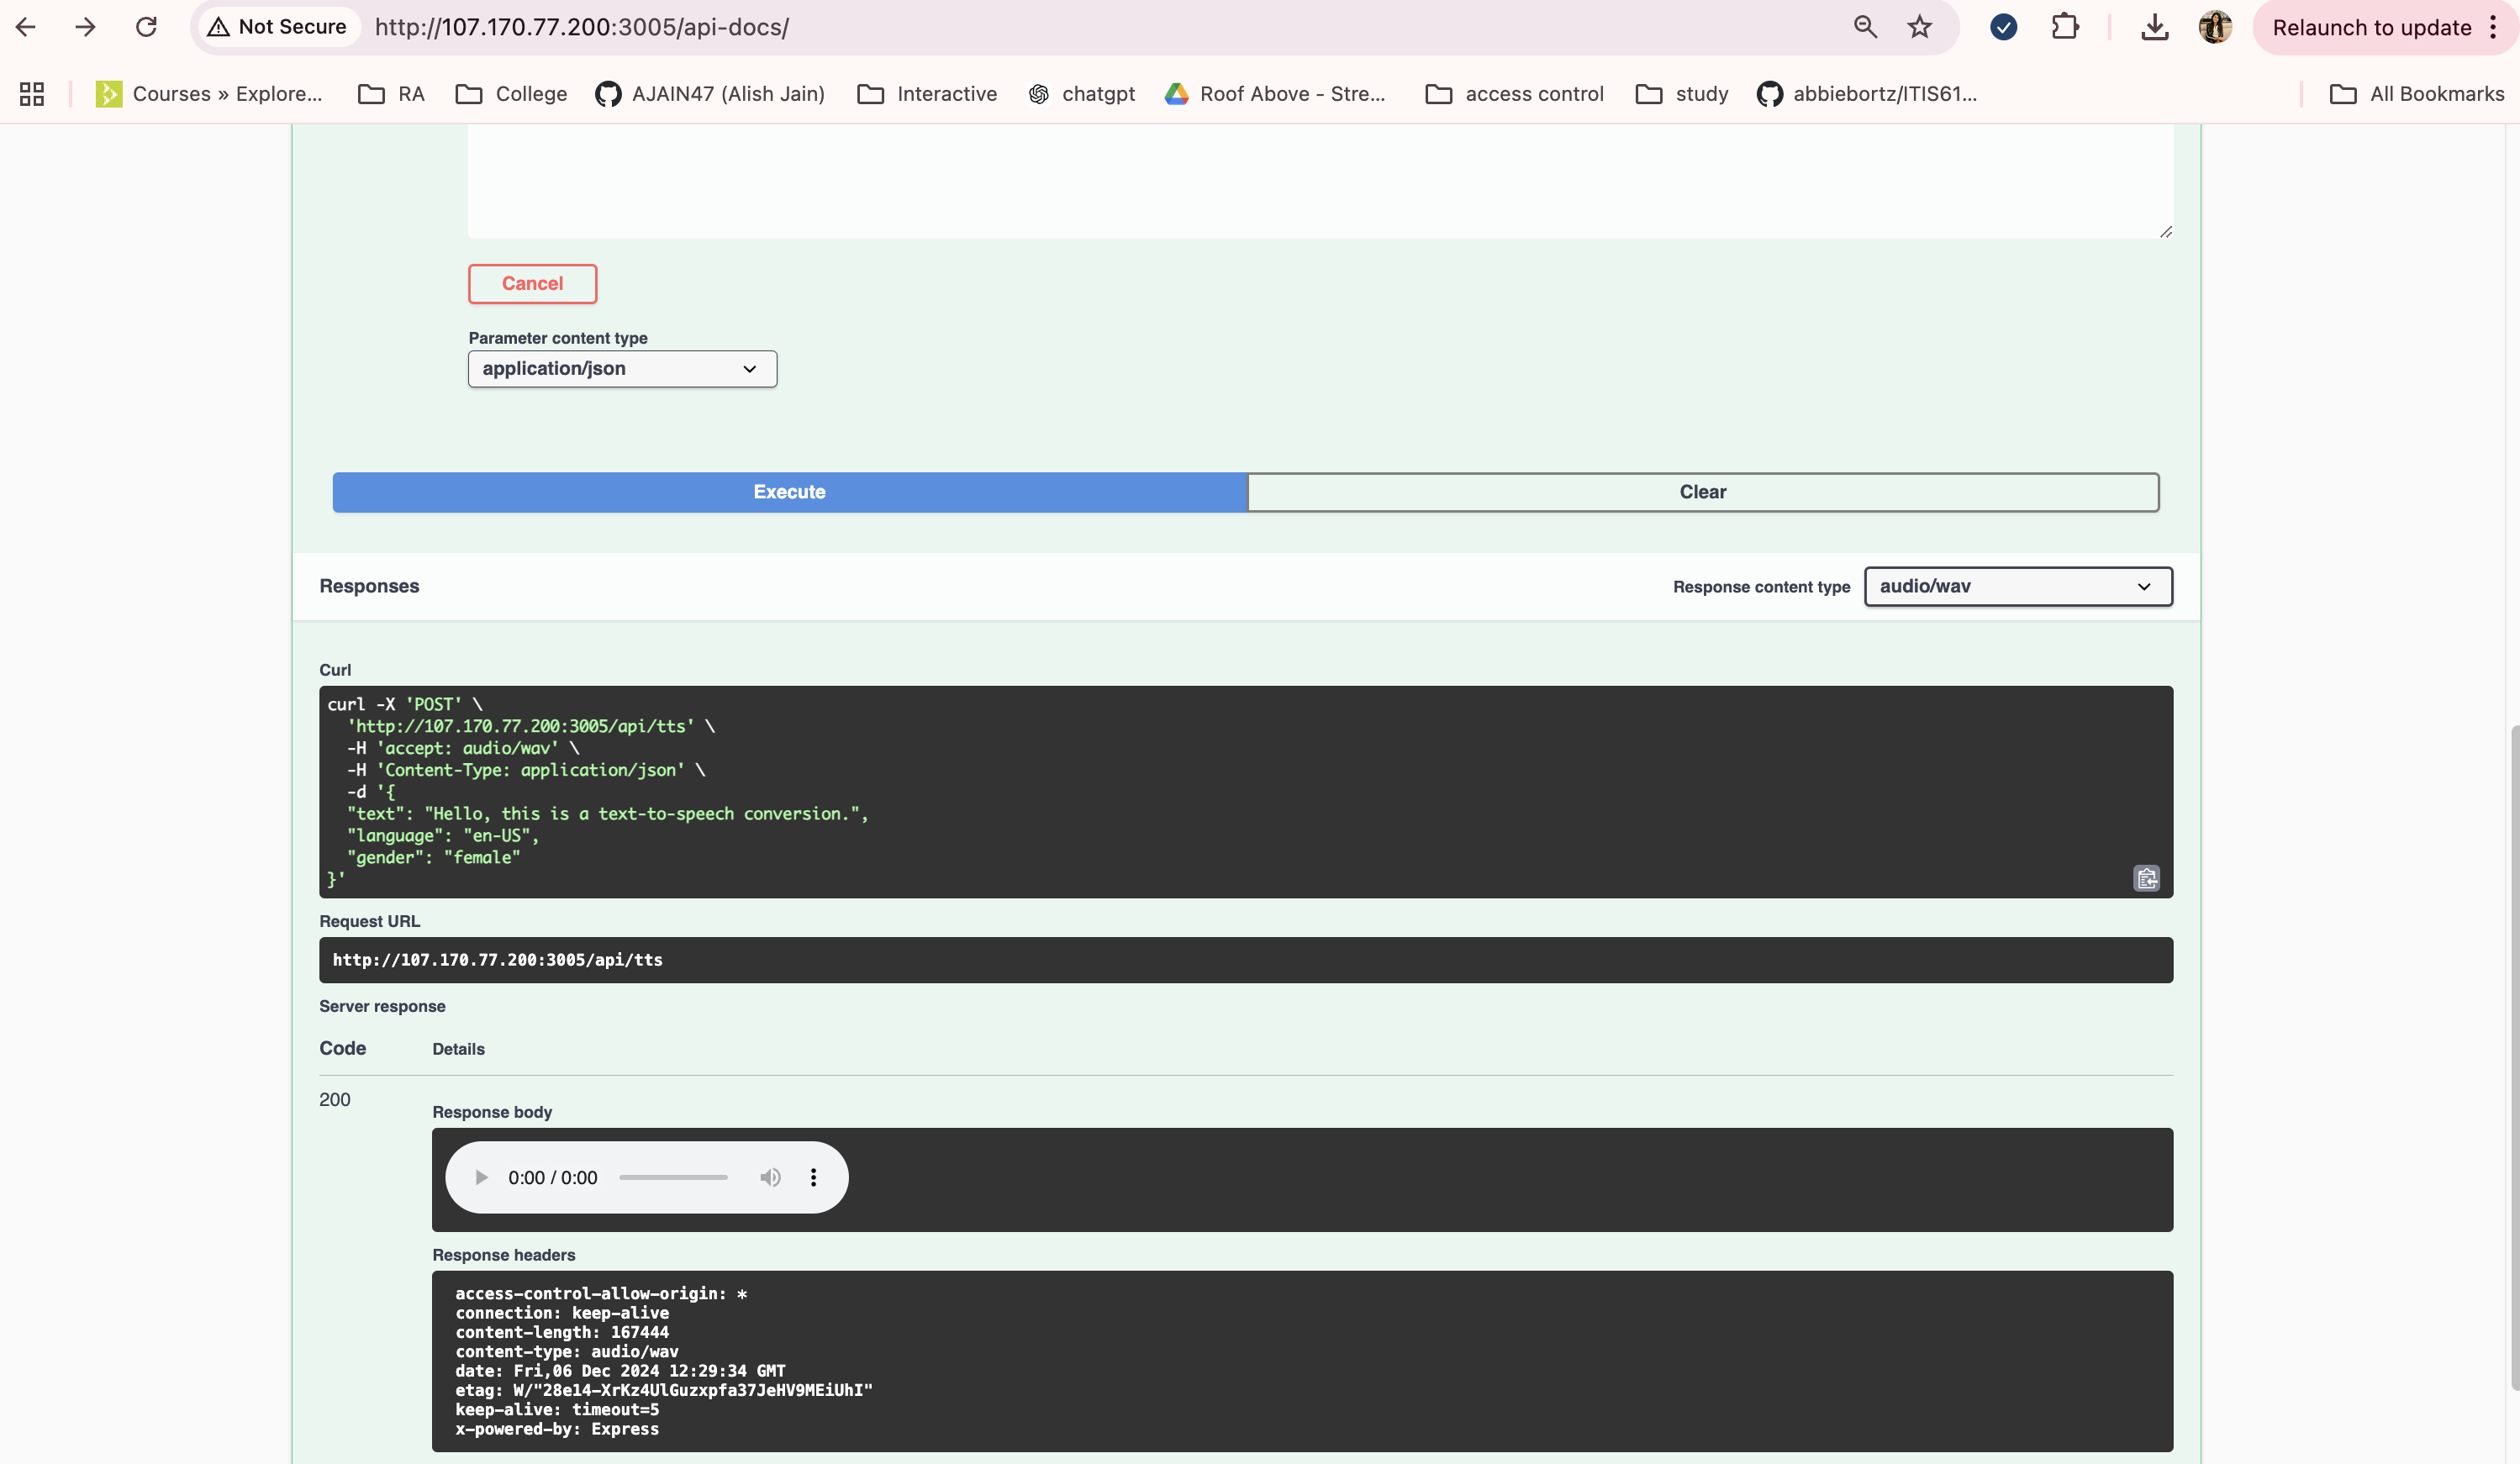 Not Secure
http://107.170.77.200:3005/api-docs/
Relaunch to update
Courses » Explore...
RA
College
AJAIN47 (Alish Jain)
Interactive
chatgpt
Roof Above - Stre...
access control
study
abbiebortz/ITIS61...
All Bookmarks
Cancel
Parameter content type
application/json
Execute
Clear
Responses
Response content type
audio/wav
Curl
curl -X 'POST' \
'http://107.170.77.200:3005/api/tts' \
-H 'accept: audio/wav' \
-H 'Content-Type: application/json' \
-d '{
"text": "Hello, this is a text-to-speech conversion.",
"language": "en-US",
"gender": "female"
}'
Request URL
http://107.170.77.200:3005/api/tts
Server response
Code
Details
200
Response body
0:00 / 0:00
Response headers
access-control-allow-origin: *
connection: keep-alive
content-length: 167444
content-type: audio/wav
date: Fri,06 Dec 2024 12:29:34 GMT
etag: W/"28e14-XrKz4UlGuzxpfa37JeHV9MEiUhI"
keep-alive: timeout=5
x-powered-by: Express